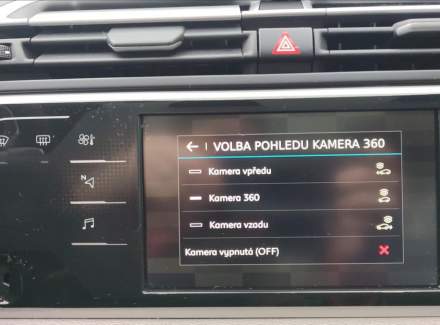 VOLBA POHLEDU KAMERA 360
Kamera vpředu
Kamera 360
N
Kamera vzadu
Kamera vypnutá (OFF)